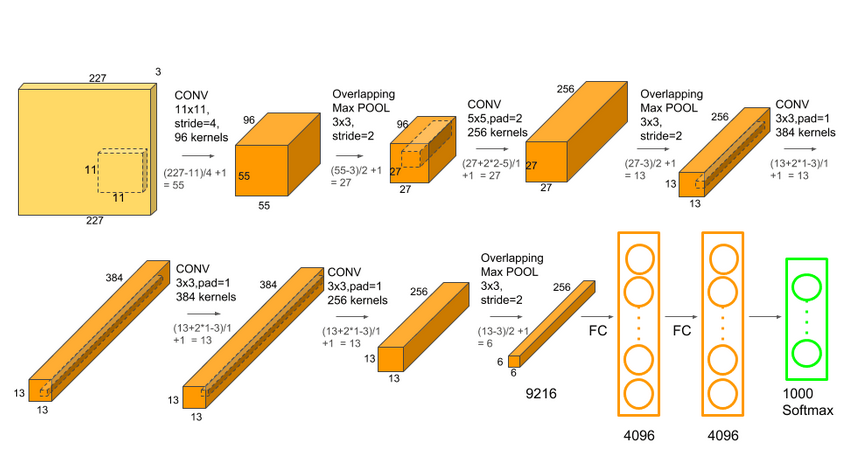 227
3
CONV
11x11,
stride=4,
96 kernels
(227-11)/4 +1
= 55
11
11
227
96
55
55
Overlapping
Max POOL
3x3,
stride=2
(55-3)/2 +1
= 27
96
27
27
CONV
5x5,pad=2
256 kernels
(27+2*2-5)/1
+1 = 27
256
27
27
Overlapping
Max POOL
3x3,
stride=2
(27-3)/2 +1
= 13
256
13
13
CONV
3x3,pad=1
384 kernels
(13+2*1-3)/1
+1 = 13
384
13
13
CONV
3x3,pad=1
384 kernels
(13+2*1-3)/1
+1 = 13
384
13
13
CONV
3x3,pad=1
256 kernels
(13+2*1-3)/1
+1 = 13
256
13
13
Overlapping
Max POOL
3x3,
stride=2
(13-3)/2 +1
= 6
256
6
6
9216
FC
4096
FC
4096
1000
Softmax